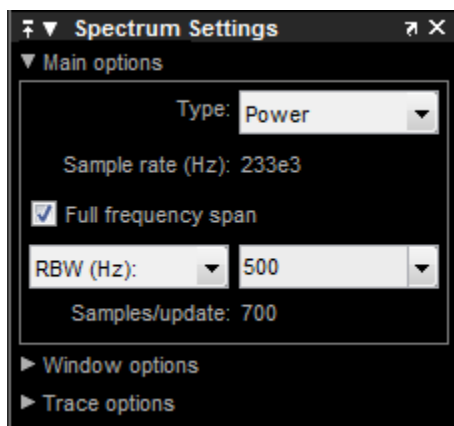 Spectrum Settings
Main options
Type: Power
Sample rate (Hz): 233e3
Full frequency span
RBW (Hz): 500
Samples/update: 700
Window options
Trace options